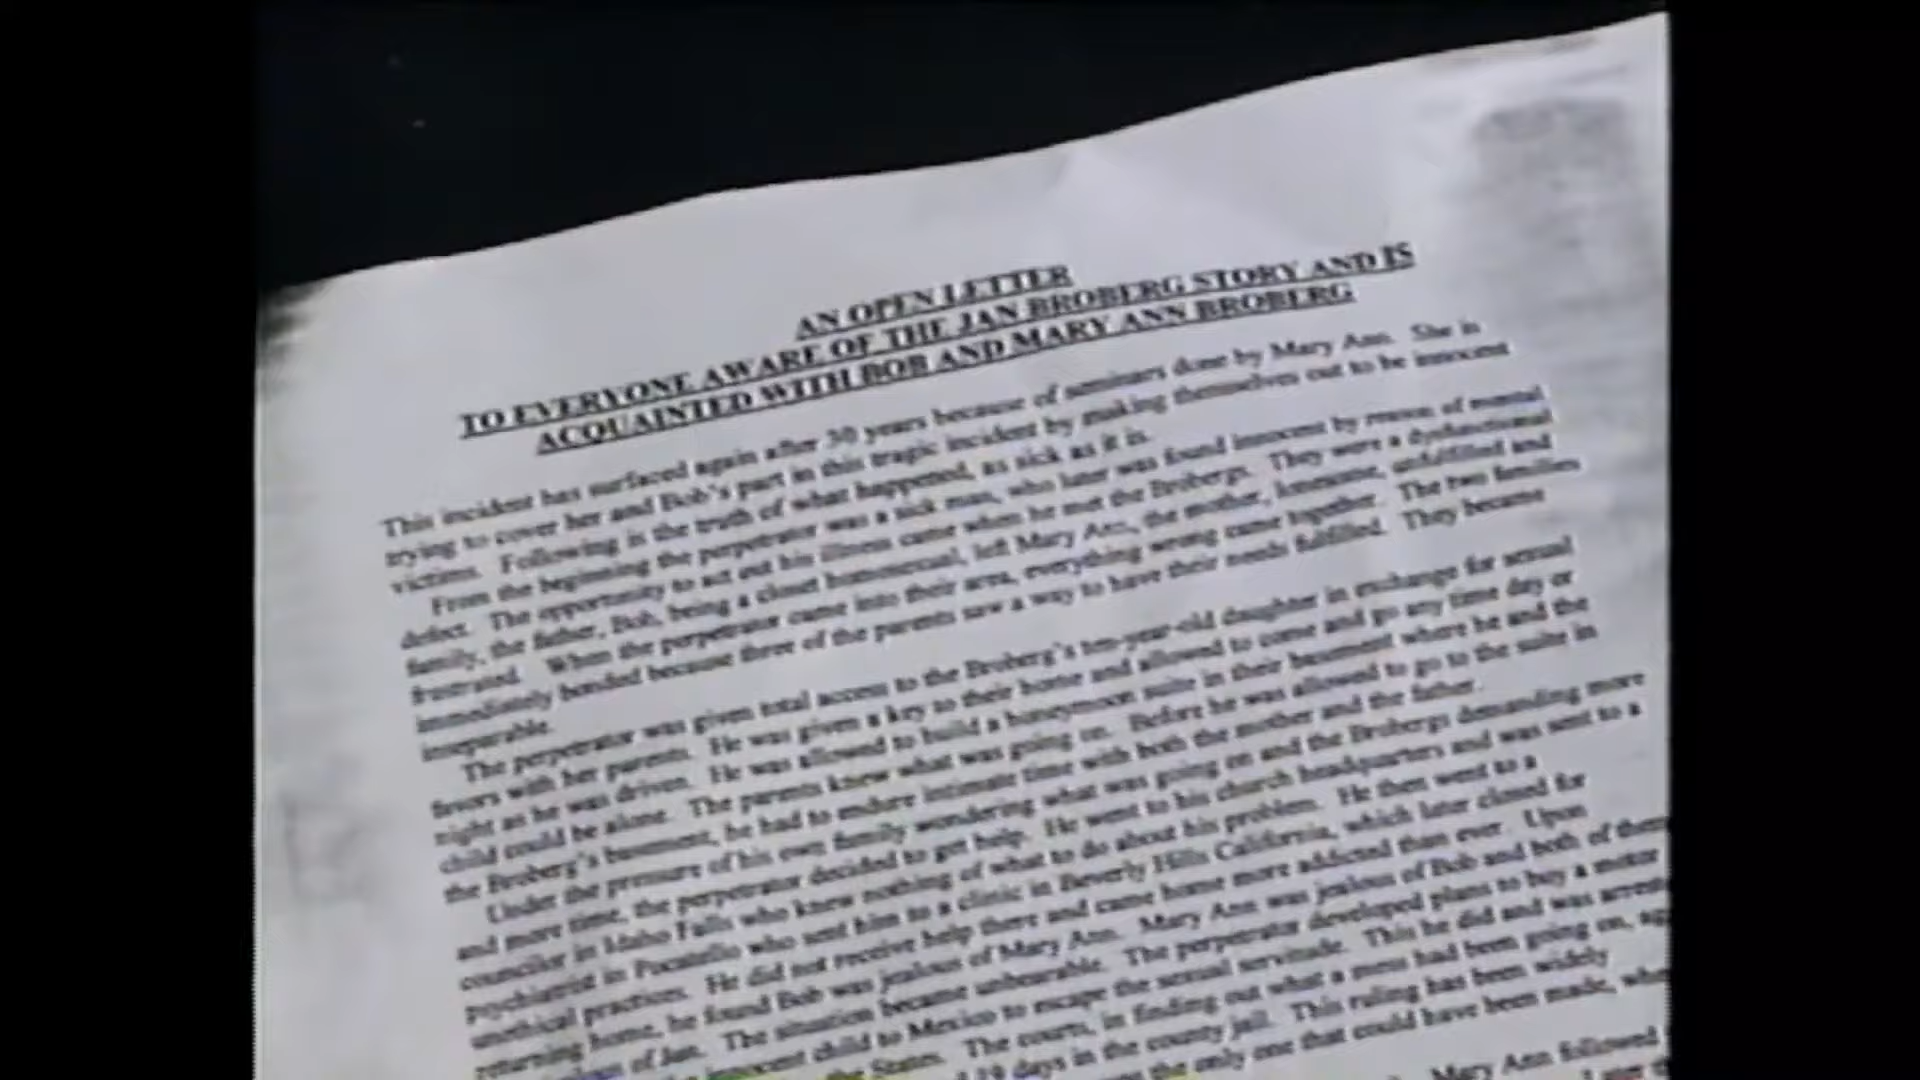 AN OPEN LETTER
TO EVERYONE AWARE OF THE JAN BROBERG STORY AND IS
ACQUAINTED WITH BOB AND MARY ANN BROBERG
This incident has surfaced again after 30 years because of seminars done by Mary Ann. She is
trying to cover her and Bob's part in this tragic incident by making themselves out to be innocent
victims. Following is the truth of what happened, as sick as it is.
From the beginning the perpetrator was a sick man, who later was found innocent by reason of mental
defect. The opportunity to act out his illness came when he met the Brobergs. They were a dysfunctional
family, the father, Bob, being a closet homosexual, left Mary Ann, the mother, lonesome, unfulfilled and
frustrated. When the perpetrator came into their area, everything wrong came together. The two families
immediately bonded because three of the parents saw a way to have their needs fulfilled. They became
inseparable.
The perpetrator was given total access to the Broberg's ten-year-old daughter in exchange for sexual
favors with her parents. He was given a key to their home and allowed to come and go any time day or
night as he was driven. He was allowed to build a honeymoon suite in their basement where he and the
child could be alone. The parents knew what was going on. Before he was allowed to go to the suite in
the Broberg's basement, he had to endure intimate time with both the mother and the father.
Under the pressure of his own family wondering what was going on and the Brobergs demanding more
and more time, the perpetrator decided to get help. He went to his church headquarters and was sent to a
councilor in Idaho Falls who knew nothing of what to do about his problem. He then went to a
psychiatrist in Pocatello who sent him to a clinic in Beverly Hills California, which later closed for
unethical practices. He did not receive help there and came home more addicted than ever. Upon
returning home, he found Bob was jealous of Mary Ann. Mary Ann was jealous of Bob and both of them
of Jan. The situation became unbearable. The perpetrator developed plans to buy a motor
innocent child to Mexico to escape the sexual servitude. This he did and was
the States. The courts, in finding out what a mess had been going on,
19 days in the county jail. This ruling has been widely
the only one that could have been made,
Mary Ann followed